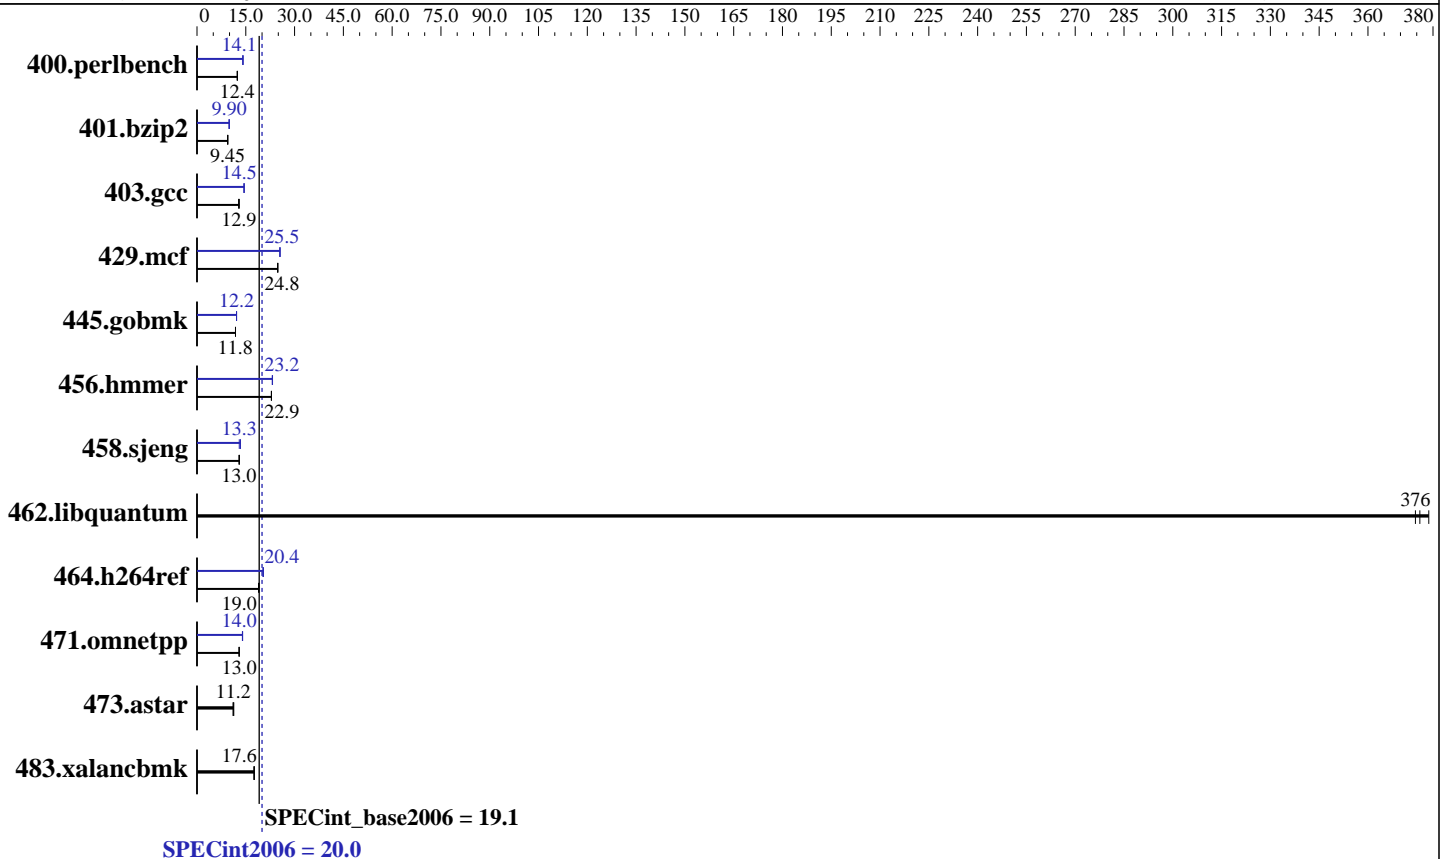 0 15.0 30.0 45.0 60.0 75.0 90.0 105 120 135 150 165 180 195 210 225 240 255 270 285 300 315 330 345 360 380
14.1
400.perlbench
12.4
9.90
401.bzip2
9.45
14.5
403.gcc
12.9
25.5
429.mcf
24.8
12.2
445.gobmk
11.8
23.2
456.hmmer
22.9
13.3
458.sjeng
13.0
376
462.libquantum
20.4
464.h264ref
19.0
14.0
471.omnetpp
13.0
11.2
473.astar
17.6
483.xalancbmk
SPECint_base2006 = 19.1
SPECint2006 = 20.0